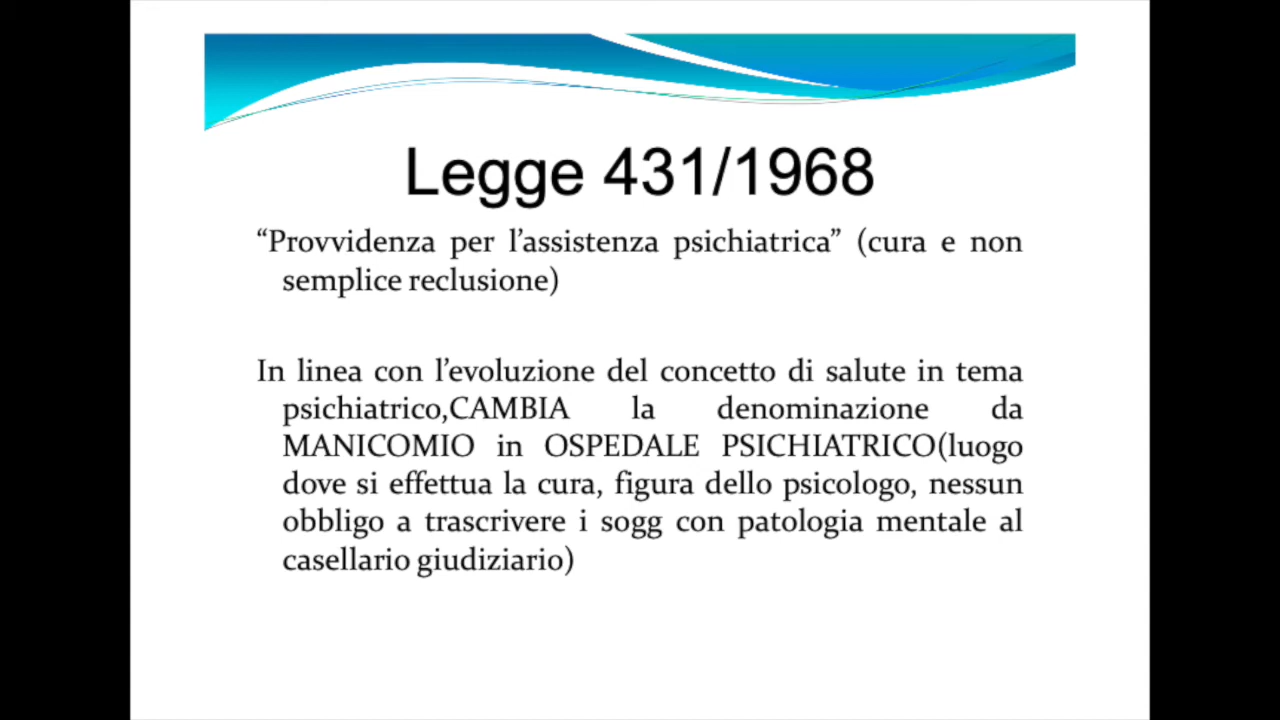 Legge 431/1968
“Provvidenza per l’assistenza psichiatrica” (cura e non
semplice reclusione)
In linea con l’evoluzione del concetto di salute in tema
psichiatrico,CAMBIA la denominazione da
MANICOMIO in OSPEDALE PSICHIATRICO(luogo
dove si effettua la cura, figura dello psicologo, nessun
obbligo a trascrivere i sogg con patologia mentale al
casellario giudiziario)